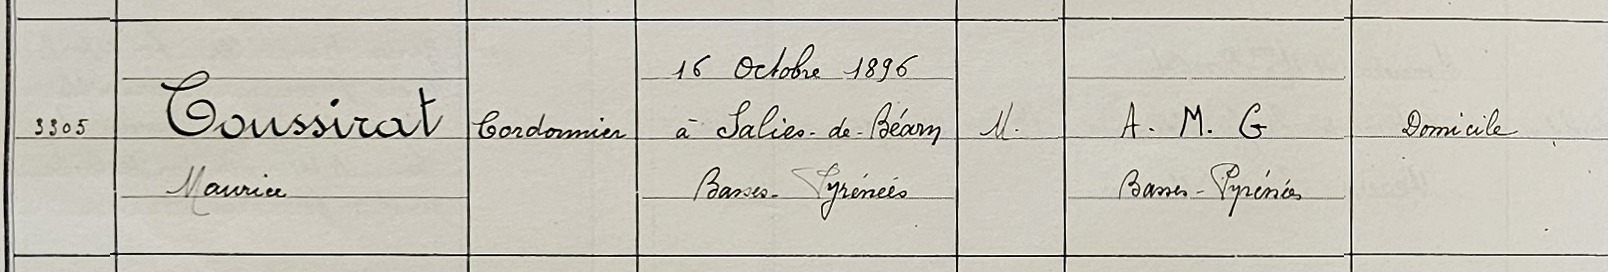 16 Octobre 1896
3305 Coussirat Cordonnier à Salies-de-Béarn M. A. M. G Domicile
Maurice Basses-Pyrénées Basses-Pyrénées